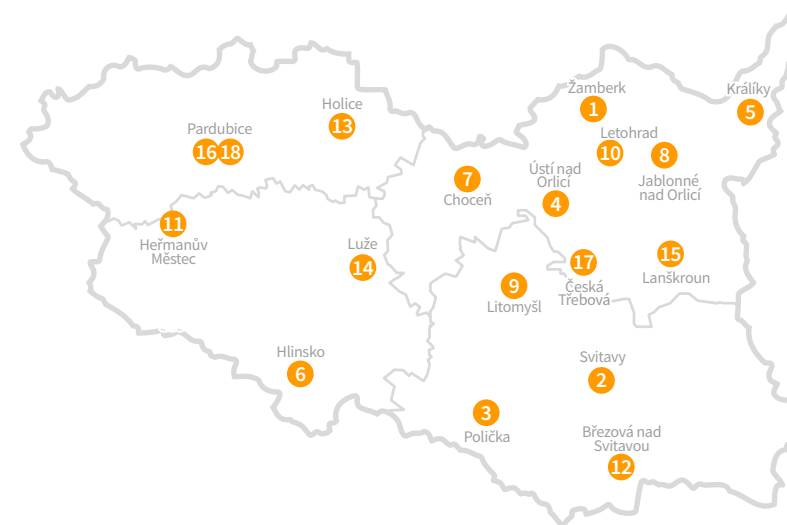 Žamberk
1
Králíky
5
Holice
13
Pardubice
16 18
Letohrad
10
8
Jablonné
nad Orlicí
Ústí nad
Orlicí
4
7
Choceň
11
Heřmanův
Městec
Luže
14
17
Česká
Třebová
15
Lanškroun
9
Litomyšl
Hlinsko
6
Svitavy
2
3
Polička
Březová nad
Svitavou
12